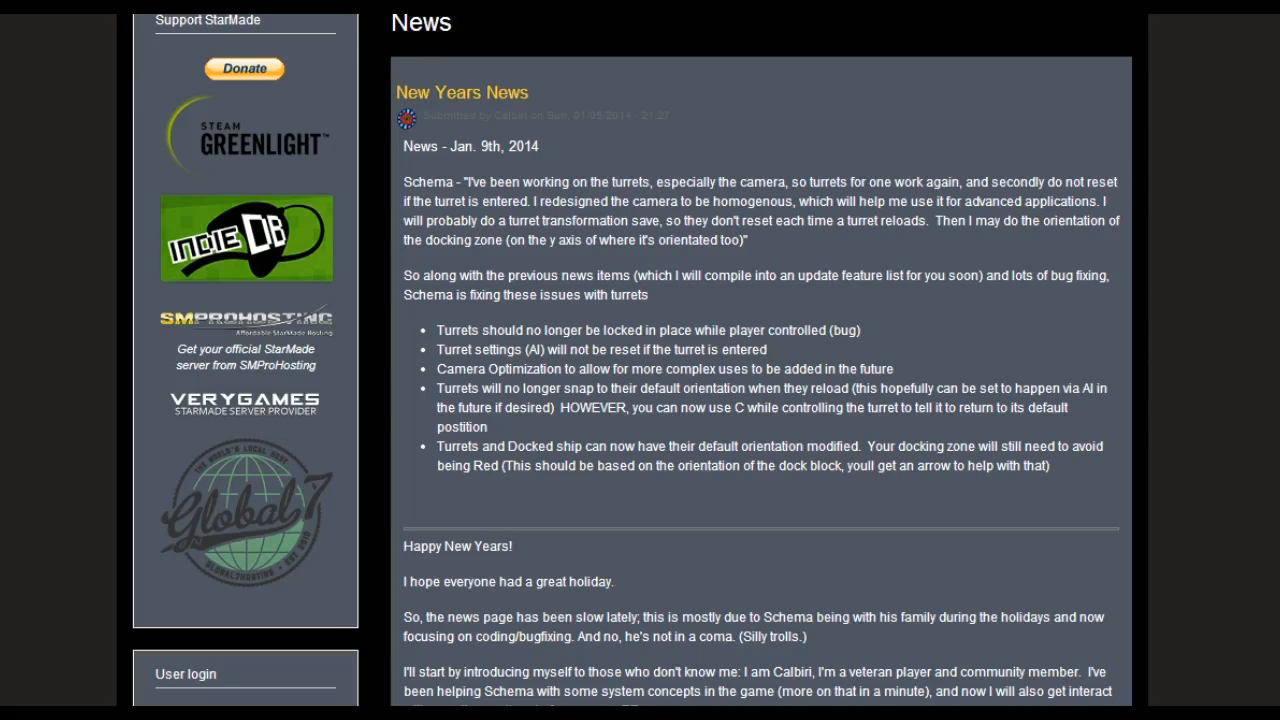 Support StarMade
Donate
STEAM
GREENLIGHT™
INDIE DB
SMPROHOSTING
Affordable StarMade Hosting
Get your official StarMade
server from SMProHosting
VERYGAMES
STARMADE SERVER PROVIDER
THE WORLD'S LOCAL HOST
Global 7
GLOBAL7HOSTING
User login
News
New Years News
Submitted by Calbiri on Sun, 01/05/2014 - 21:27
News - Jan. 9th, 2014
Schema - "I've been working on the turrets, especially the camera, so turrets for one work again, and secondly do not reset
if the turret is entered. I redesigned the camera to be homogenous, which will help me use it for advanced applications. I
will probably do a turret transformation save, so they don't reset each time a turret reloads.  Then I may do the orientation of
the docking zone (on the y axis of where it's orientated too)"
So along with the previous news items (which I will compile into an update feature list for you soon) and lots of bug fixing,
Schema is fixing these issues with turrets
• Turrets should no longer be locked in place while player controlled (bug)
• Turret settings (AI) will not be reset if the turret is entered
• Camera Optimization to allow for more complex uses to be added in the future
• Turrets will no longer snap to their default orientation when they reload (this hopefully can be set to happen via AI in
the future if desired)  HOWEVER, you can now use C while controlling the turret to tell it to return to its default
postition
• Turrets and Docked ship can now have their default orientation modified.  Your docking zone will still need to avoid
being Red (This should be based on the orientation of the dock block, youll get an arrow to help with that)
Happy New Years!
I hope everyone had a great holiday.
So, the news page has been slow lately; this is mostly due to Schema being with his family during the holidays and now
focusing on coding/bugfixing. And no, he's not in a coma. (Silly trolls.)
I'll start by introducing myself to those who don't know me: I am Calbiri, I'm a veteran player and community member.  I've
been helping Schema with some system concepts in the game (more on that in a minute), and now I will also get interact